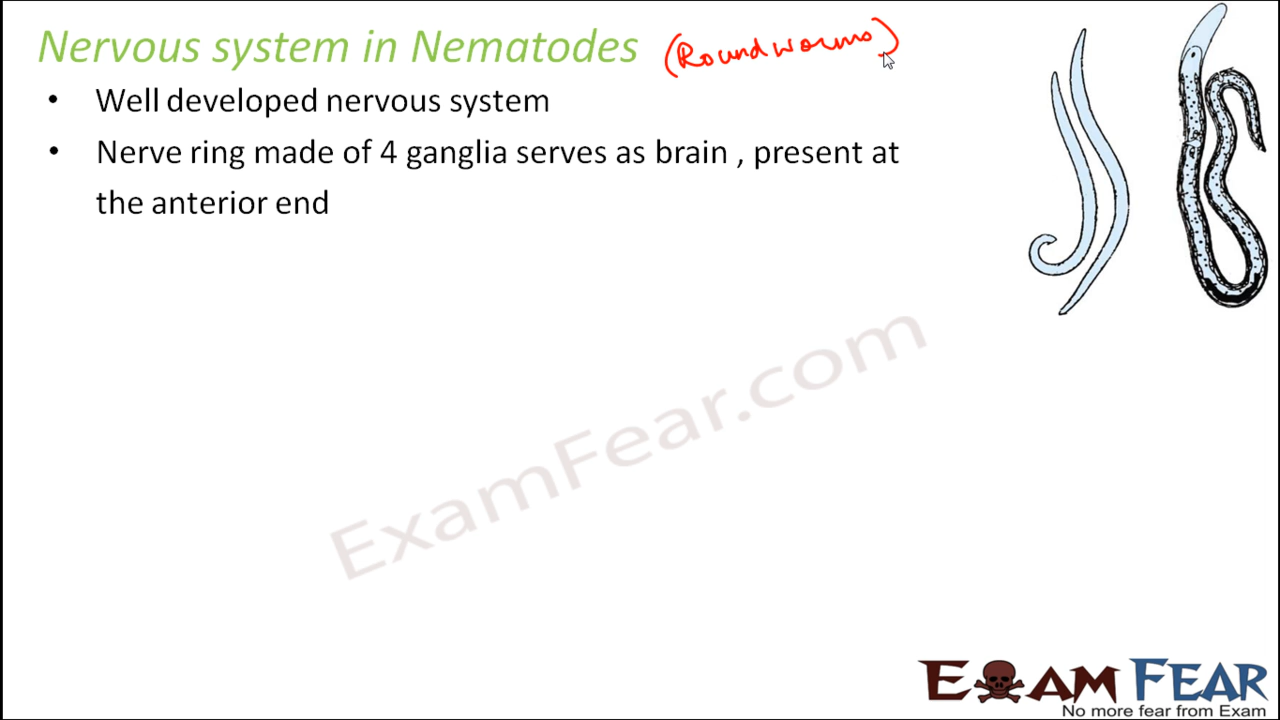 Nervous system in Nematodes (Roundworms)
• Well developed nervous system
• Nerve ring made of 4 ganglia serves as brain , present at
the anterior end
ExamFear.com
EXAM FEAR
No more fear from Exam